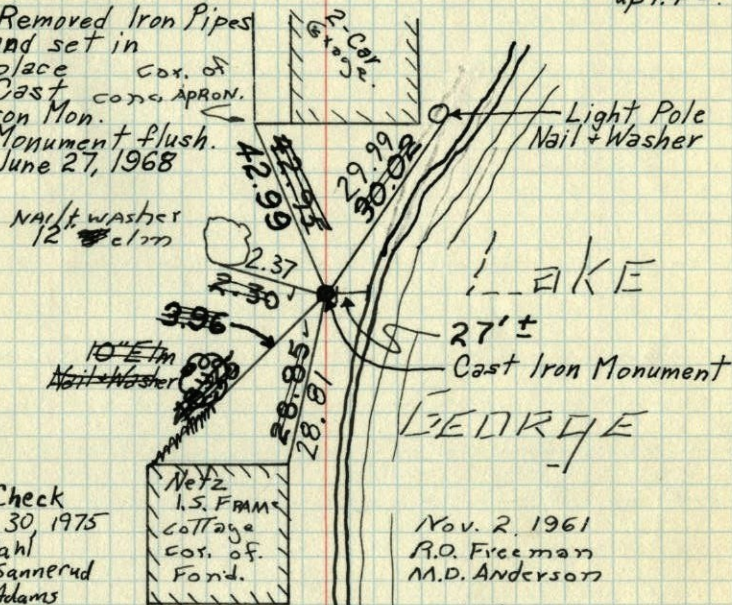 Removed Iron Pipes
and set in
place
Cast
Iron Mon.
Monument flush.
June 27, 1968
cor. of
conc. APRON.
2-Car
Garage.
Light Pole
Nail & Washer
42.99
42.95
29.99
30.02
NAil & WAsher
12" elm
2.37
2.30
3.96
10" Elm
Nail & Washer
28.85
28.81
27' ±
Cast Iron Monument
LAKE
GEORGE
Netz
1.S. FRAME
coTTage
cor. of
Fond.
Check
30, 1975
Sannerud
Adams
Nov. 2, 1961
R.O. Freeman
M.D. Anderson